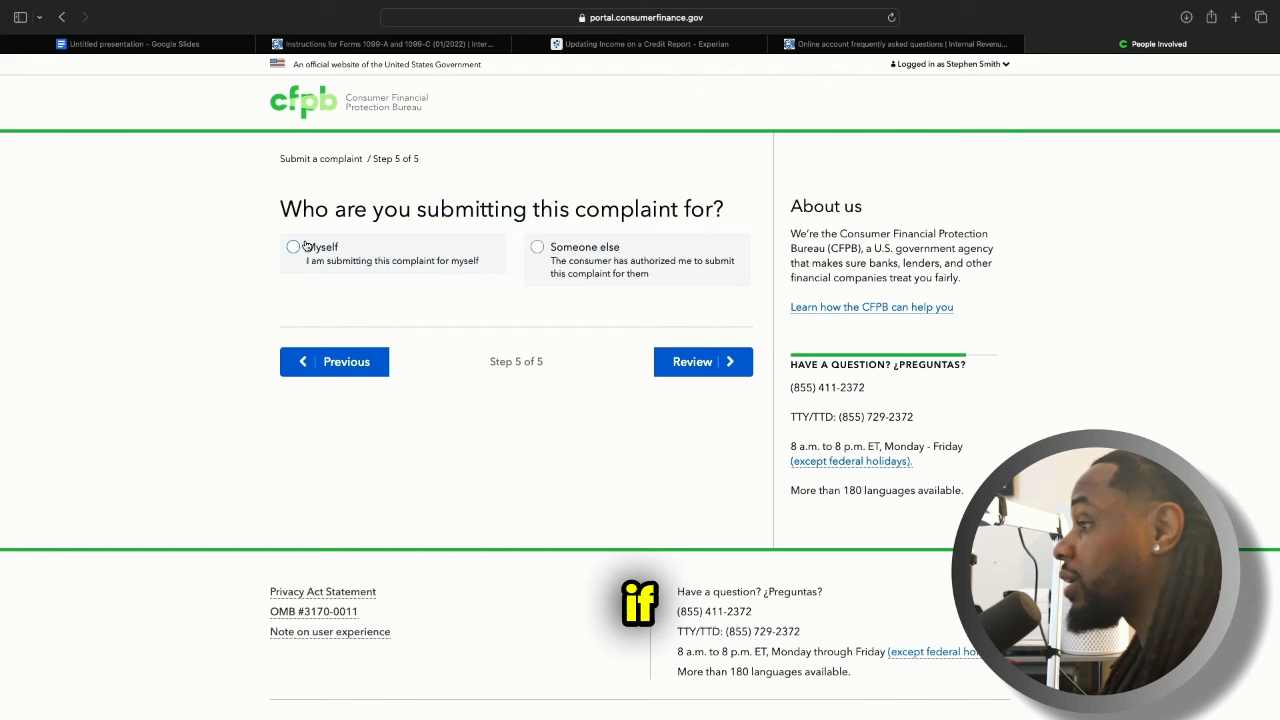 portal.consumerfinance.gov
Untitled presentation - Google Slides
Instructions for Forms 1099-A and 1099-C (01/2022) | Inter...
Updating Income on a Credit Report - Experian
Online account frequently asked questions | Internal Revenu...
People Involved
An official website of the United States Government
Logged in as Stephen Smith
cfpb
Consumer Financial
Protection Bureau
Submit a complaint / Step 5 of 5
Who are you submitting this complaint for?
Myself
I am submitting this complaint for myself
Someone else
The consumer has authorized me to submit
this complaint for them
Previous
Step 5 of 5
Review
About us
We're the Consumer Financial Protection
Bureau (CFPB), a U.S. government agency
that makes sure banks, lenders, and other
financial companies treat you fairly.
Learn how the CFPB can help you
HAVE A QUESTION? ¿PREGUNTAS?
(855) 411-2372
TTY/TTD: (855) 729-2372
8 a.m. to 8 p.m. ET, Monday - Friday
(except federal holidays).
More than 180 languages available.
Privacy Act Statement
OMB #3170-0011
Note on user experience
if
Have a question? ¿Preguntas?
(855) 411-2372
TTY/TTD: (855) 729-2372
8 a.m. to 8 p.m. ET, Monday through Friday (except federal hol
More than 180 languages available.